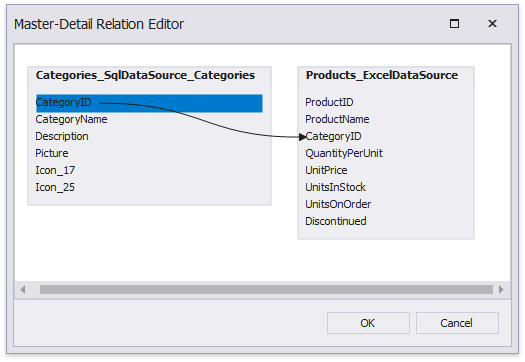 Master-Detail Relation Editor
Categories_SqlDataSource_Categories
CategoryID
CategoryName
Description
Picture
Icon_17
Icon_25
Products_ExcelDataSource
ProductID
ProductName
CategoryID
QuantityPerUnit
UnitPrice
UnitsInStock
UnitsOnOrder
Discontinued
OK
Cancel